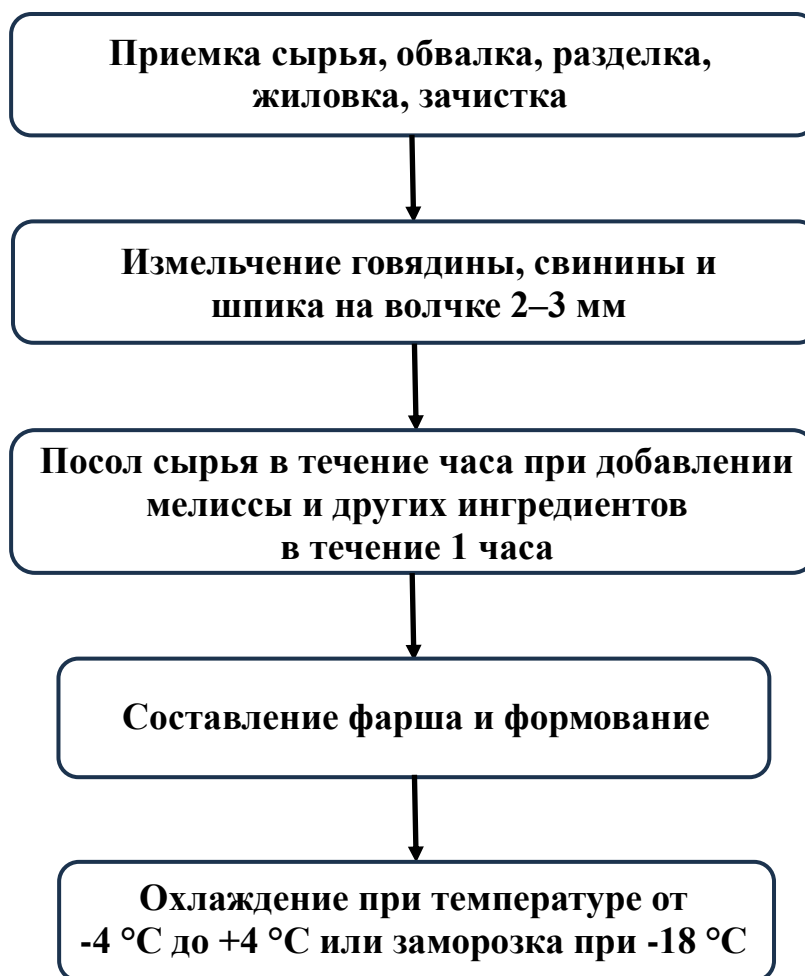 Приемка сырья, обвалка, разделка,
жиловка, зачистка
Измельчение говядины, свинины и
шпика на волчке 2–3 мм
Посол сырья в течение часа при добавлении
мелиссы и других ингредиентов
в течение 1 часа
Составление фарша и формование
Охлаждение при температуре от
-4 °С до +4 °С или заморозка при -18 °С